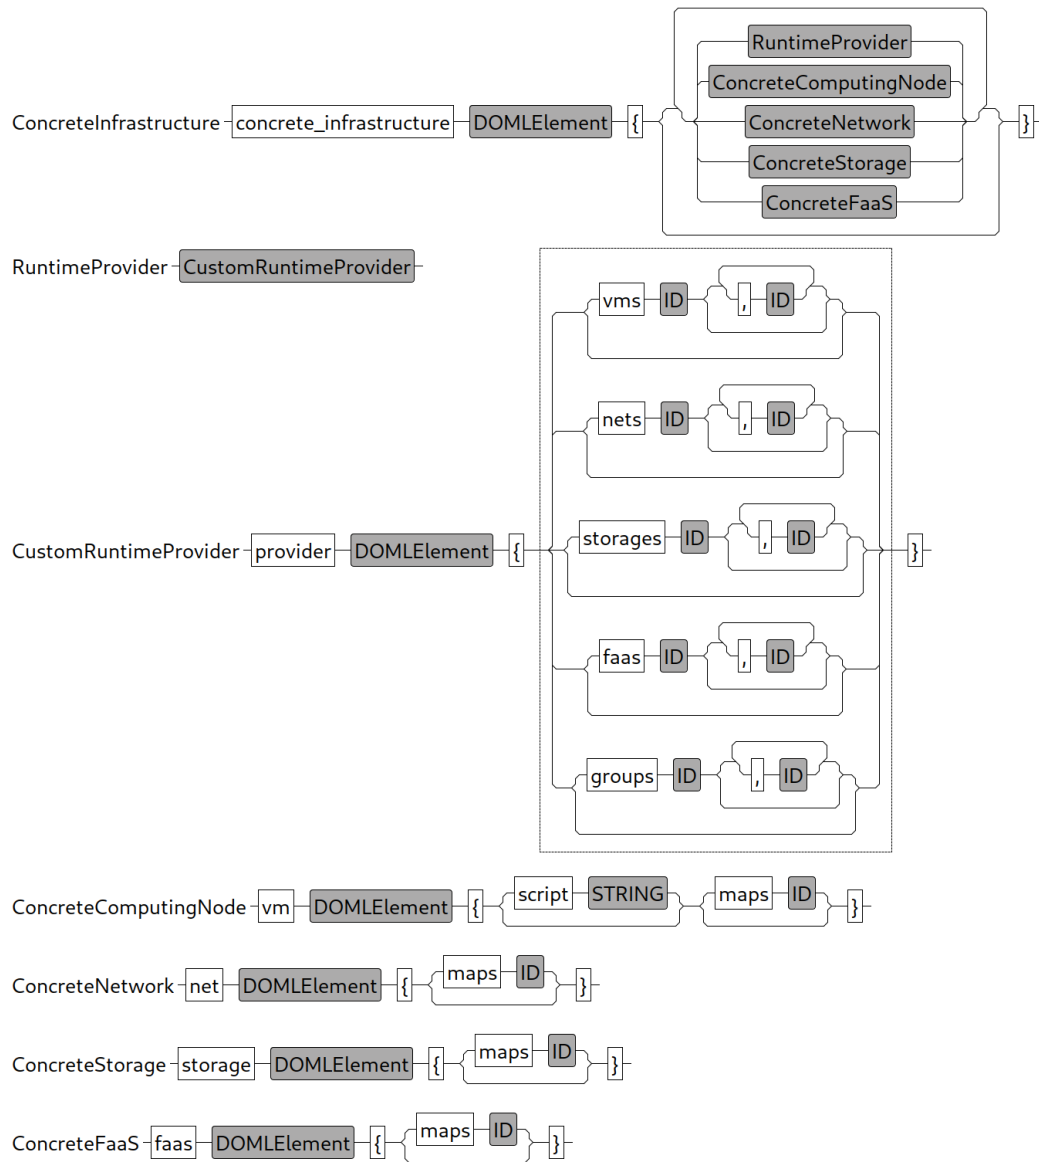 RuntimeProvider
ConcreteComputingNode
ConcreteInfrastructure concrete_infrastructure DOMLElement { ConcreteNetwork }
ConcreteStorage
ConcreteFaaS
RuntimeProvider CustomRuntimeProvider
vms ID , ID
nets ID , ID
storages ID , ID
CustomRuntimeProvider provider DOMLElement { }
faas ID , ID
groups ID , ID
ConcreteComputingNode vm DOMLElement { script STRING maps ID }
ConcreteNetwork net DOMLElement { maps ID }
ConcreteStorage storage DOMLElement { maps ID }
ConcreteFaaS faas DOMLElement { maps ID }